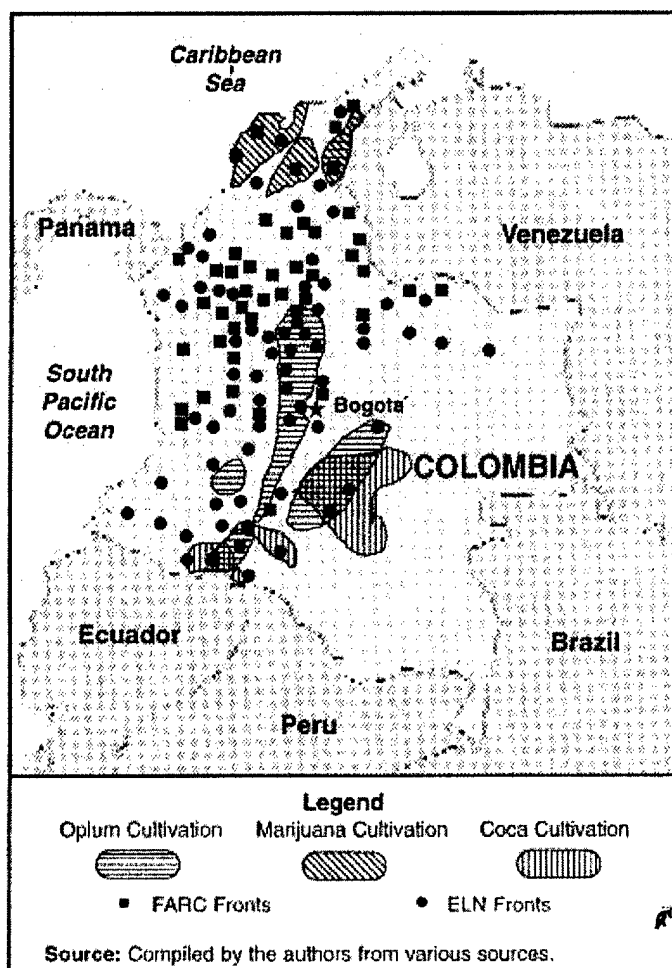 Caribbean
Sea
Panama
Venezuela
South
Pacific
Ocean
Bogota´
COLOMBIA
Ecuador
Brazil
Peru
Legend
Opium Cultivation Marijuana Cultivation Coca Cultivation
FARC Fronts ELN Fronts
Source: Compiled by the authors from various sources.